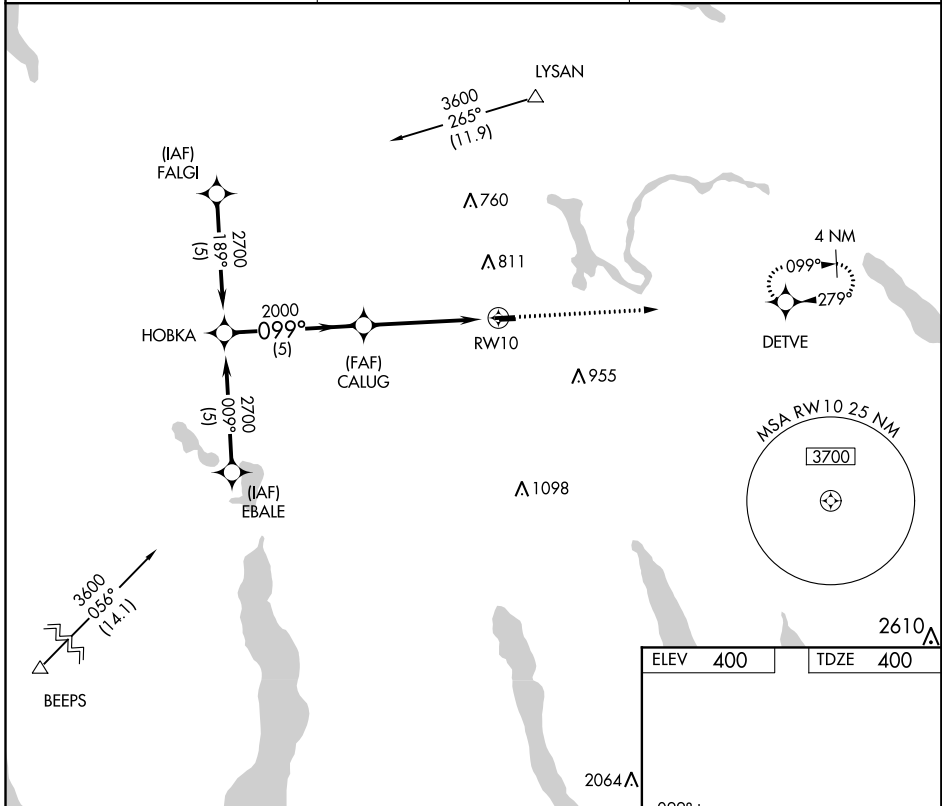 LYSAN
3600
265°
(11.9)
(IAF)
FALGI
760
2700
189°
(5)
811
4 NM
099°
279°
HOBKA
2000
099°
(5)
RW10
DETVE
(FAF)
CALUG
955
2700
009°
(5)
MSA RW10 25 NM
3700
(IAF)
EBALE
1098
3600
056°
(14.1)
BEEPS
2610
ELEV 400
TDZE 400
2064